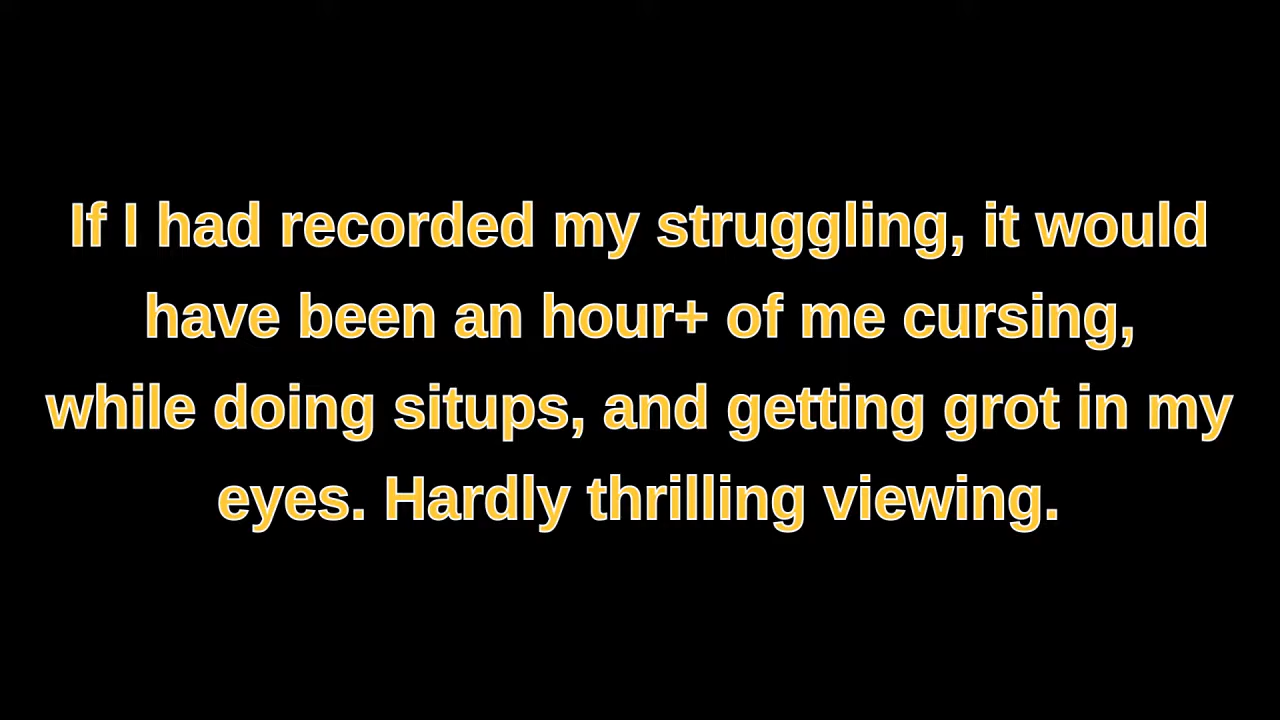 If I had recorded my struggling, it would
have been an hour+ of me cursing,
while doing situps, and getting grot in my
eyes. Hardly thrilling viewing.